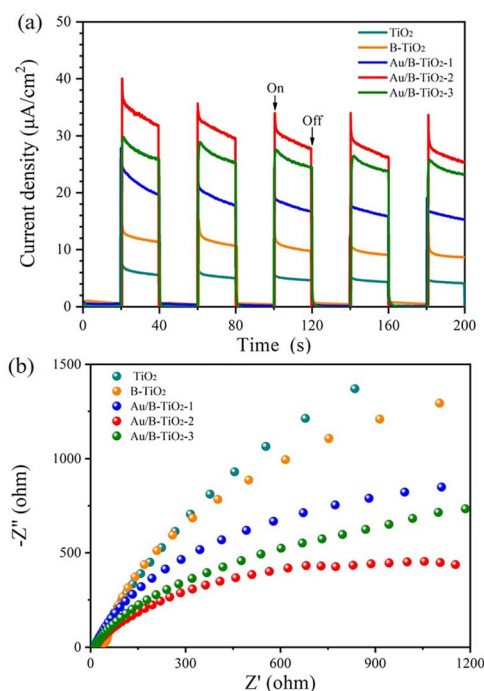 (a)
TiO₂
B-TiO₂
Au/B-TiO₂-1
Au/B-TiO₂-2
Au/B-TiO₂-3
On
Off
Current density (μA/cm²)
50
40
30
20
10
0
0 40 80 120 160 200
Time (s)
(b)
TiO₂
B-TiO₂
Au/B-TiO₂-1
Au/B-TiO₂-2
Au/B-TiO₂-3
-Z" (ohm)
1500
1000
500
0
0 300 600 900 1200
Z' (ohm)